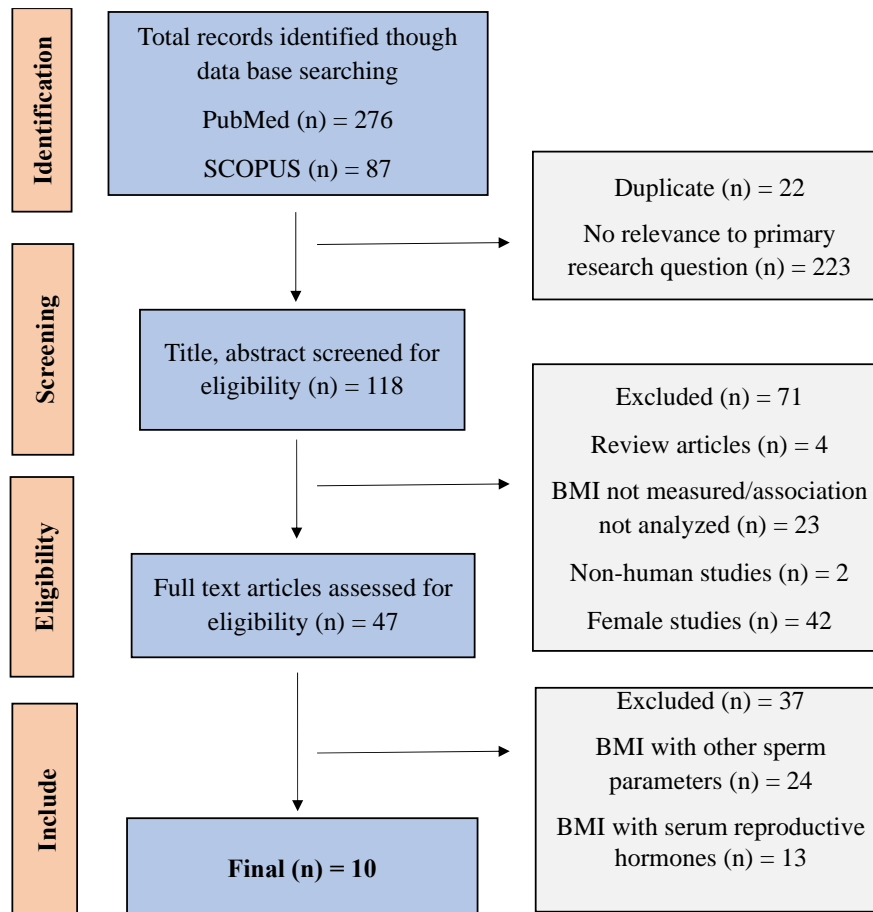 Identification
Total records identified though
data base searching
PubMed (n) = 276
SCOPUS (n) = 87
Duplicate (n) = 22
No relevance to primary
research question (n) = 223
Screening
Title, abstract screened for
eligibility (n) = 118
Excluded (n) = 71
Review articles (n) = 4
BMI not measured/association
not analyzed (n) = 23
Non-human studies (n) = 2
Female studies (n) = 42
Eligibility
Full text articles assessed for
eligibility (n) = 47
Excluded (n) = 37
BMI with other sperm
parameters (n) = 24
BMI with serum reproductive
hormones (n) = 13
Include
Final (n) = 10